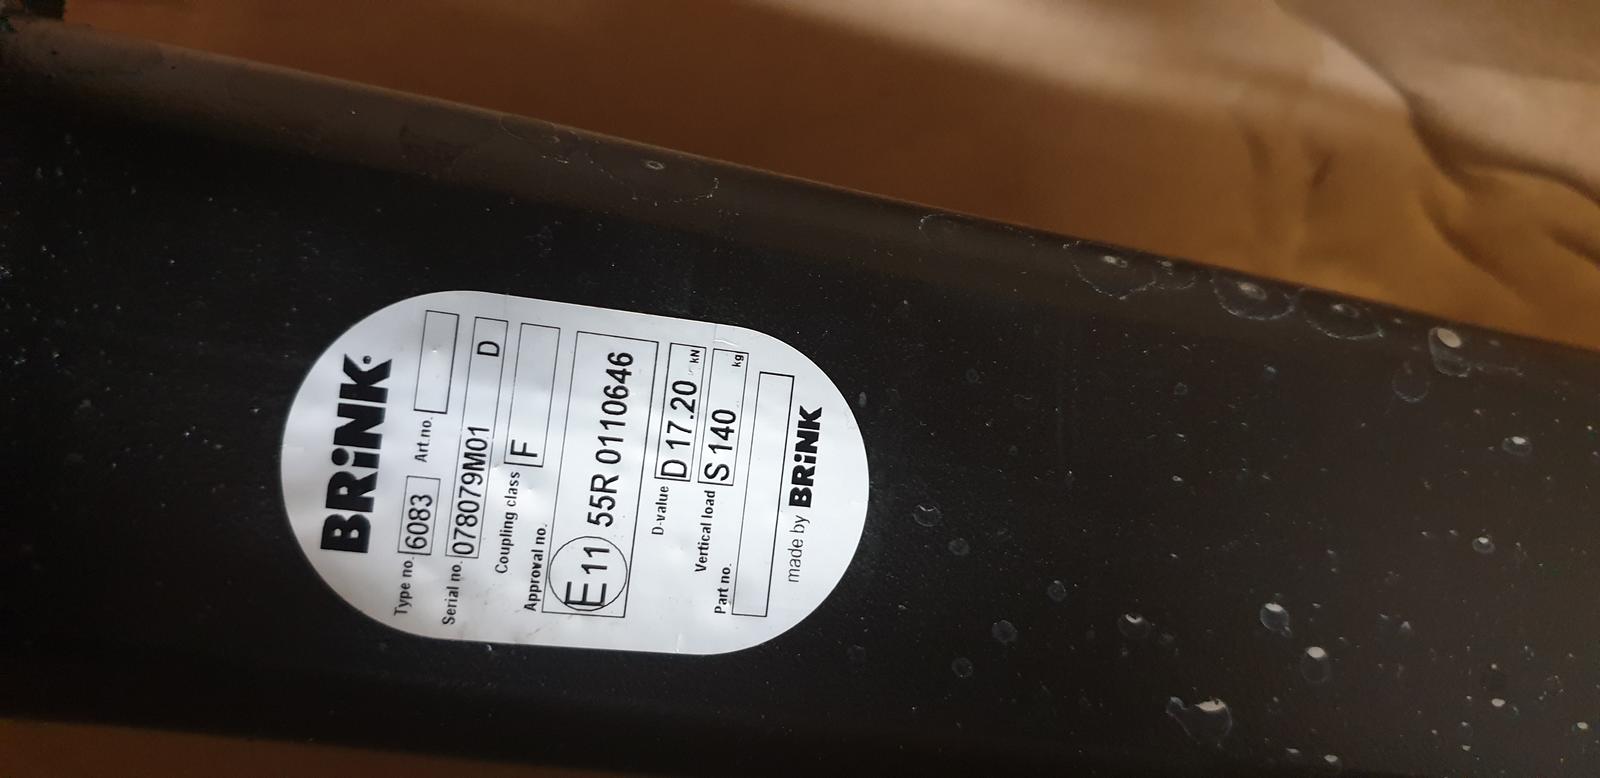 BRiNK
Type no. 6083 Art.no.
Serial no. 078079M01 D
Coupling class F
Approval no.
E11 55R 0110646
D-value D 17.20 kN
Vertical load S 140 kg
Part no.
made by BRiNK